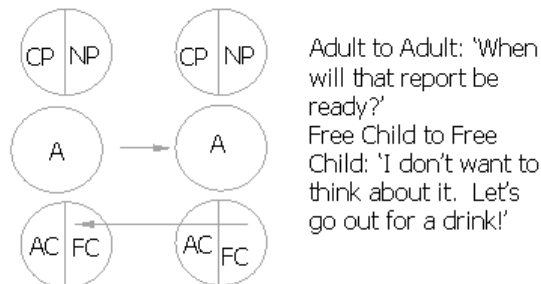 CP NP CP NP
Adult to Adult: ‘When
will that report be
ready?’
Free Child to Free
Child: ‘I don’t want to
think about it.  Let’s
go out for a drink!’
A A
AC FC AC FC